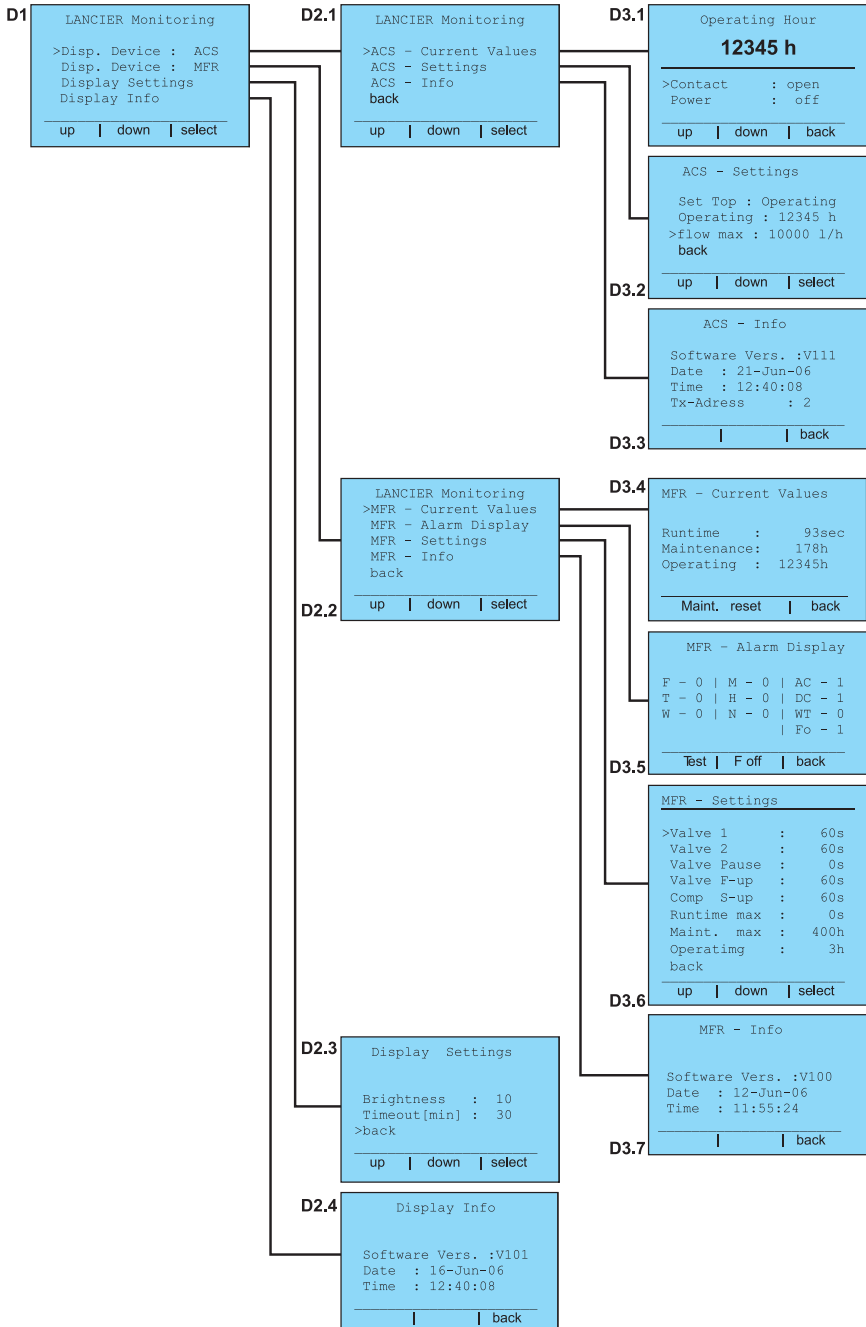 D1
LANCIER Monitoring
>Disp. Device : ACS
Disp. Device : MFR
Display Settings
Display Info
up | down | select
D2.1
LANCIER Monitoring
>ACS - Current Values
ACS - Settings
ACS - Info
back
up | down | select
D3.1
Operating Hour
12345 h
>Contact : open
Power : off
up | down | back
D3.2
ACS - Settings
Set Top : Operating
Operating : 12345 h
>flow max : 10000 l/h
back
up | down | select
D3.3
ACS - Info
Software Vers. :V111
Date : 21-Jun-06
Time : 12:40:08
Tx-Adress : 2
| | back
D2.2
LANCIER Monitoring
>MFR - Current Values
MFR - Alarm Display
MFR - Settings
MFR - Info
back
up | down | select
D3.4
MFR - Current Values
Runtime : 93sec
Maintenance: 178h
Operating : 12345h
Maint. reset | back
D3.5
MFR - Alarm Display
F - 0 | M - 0 | AC - 1
T - 0 | H - 0 | DC - 1
W - 0 | N - 0 | WT - 0
| Fo - 1
Test | F off | back
D3.6
MFR - Settings
>Valve 1 : 60s
Valve 2 : 60s
Valve Pause : 0s
Valve F-up : 60s
Comp S-up : 60s
Runtime max : 0s
Maint. max : 400h
Operatimg : 3h
back
up | down | select
D3.7
MFR - Info
Software Vers. :V100
Date : 12-Jun-06
Time : 11:55:24
| | back
D2.3
Display Settings
Brightness : 10
Timeout[min] : 30
>back
up | down | select
D2.4
Display Info
Software Vers. :V101
Date : 16-Jun-06
Time : 12:40:08
| | back